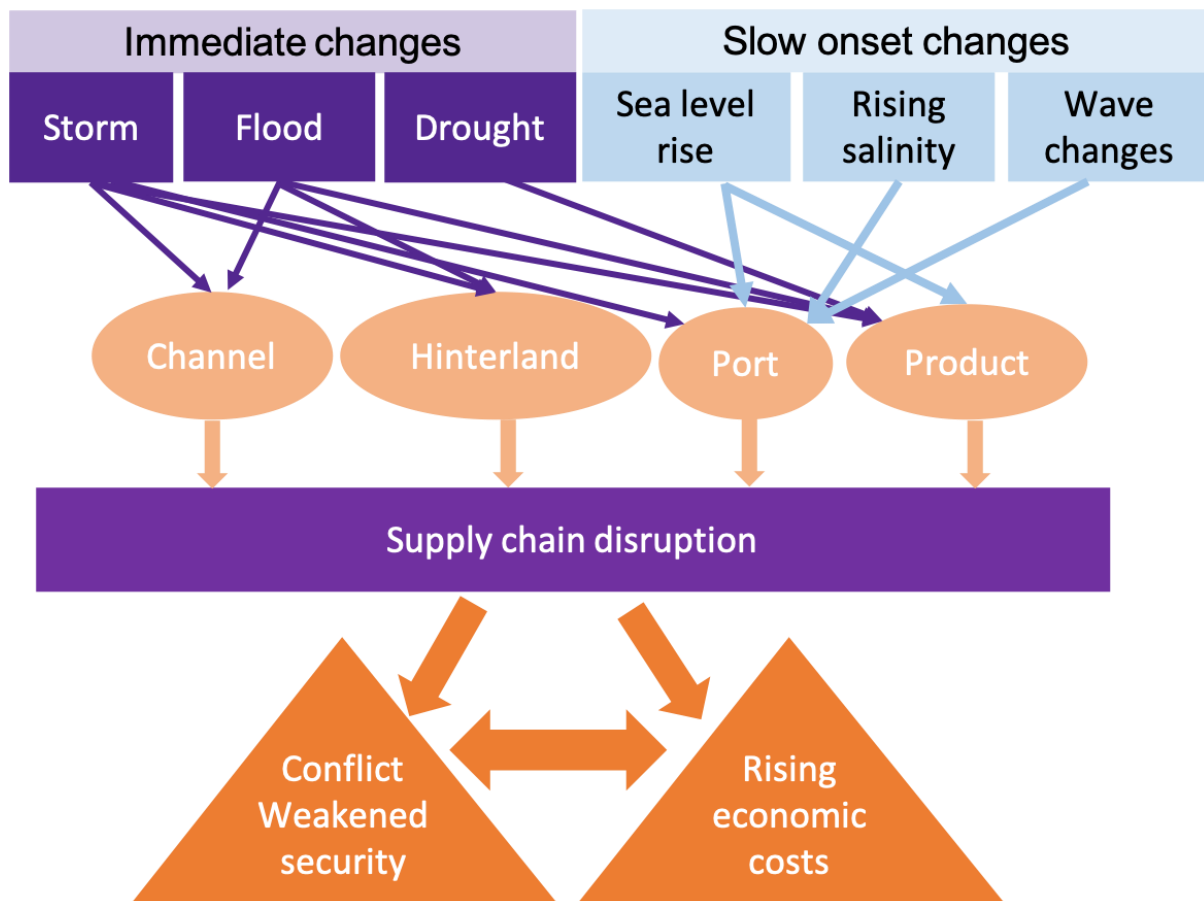 Immediate changes
Slow onset changes
Storm
Flood
Drought
Sea level
rise
Rising
salinity
Wave
changes
Channel
Hinterland
Port
Product
Supply chain disruption
Conflict
Weakened
security
Rising
economic
costs